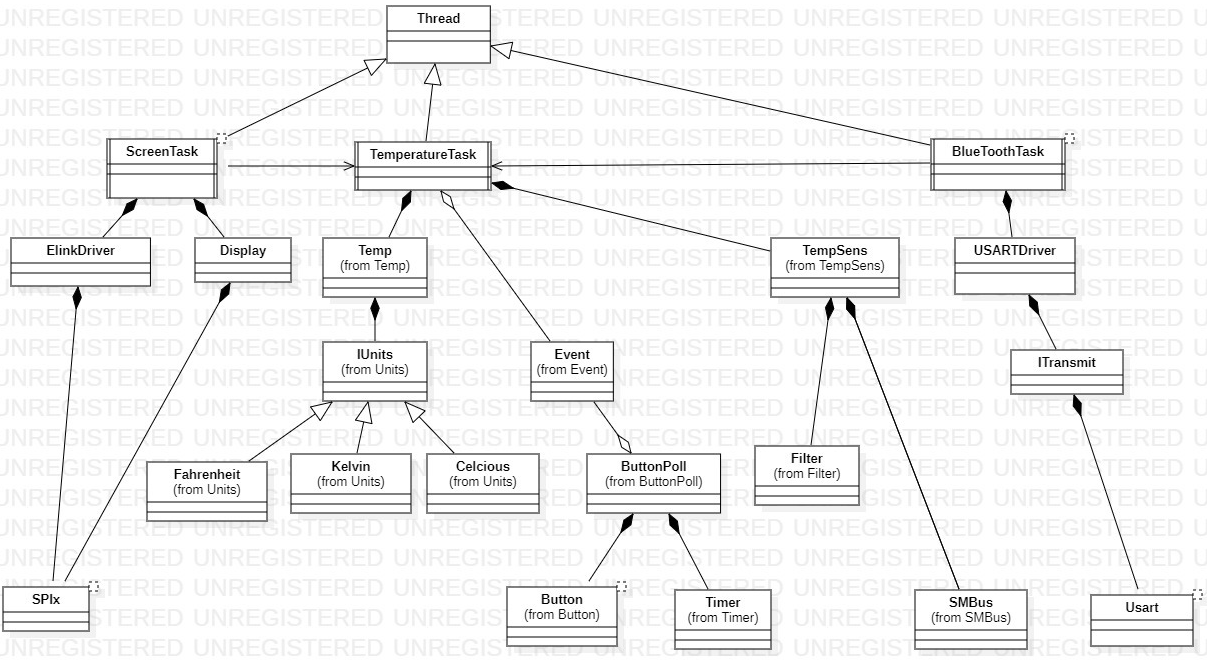 Thread
ScreenTask
TemperatureTask
BlueToothTask
ElinkDriver
Display
Temp
(from Temp)
TempSens
(from TempSens)
USARTDriver
IUnits
(from Units)
Event
(from Event)
ITransmit
Fahrenheit
(from Units)
Kelvin
(from Units)
Celcious
(from Units)
ButtonPoll
(from ButtonPoll)
Filter
(from Filter)
SPIx
Button
(from Button)
Timer
(from Timer)
SMBus
(from SMBus)
Usart
UNREGISTERED UNREGISTERED UNREGISTERED UNREGISTERED UNREGISTERED UNREGISTERED